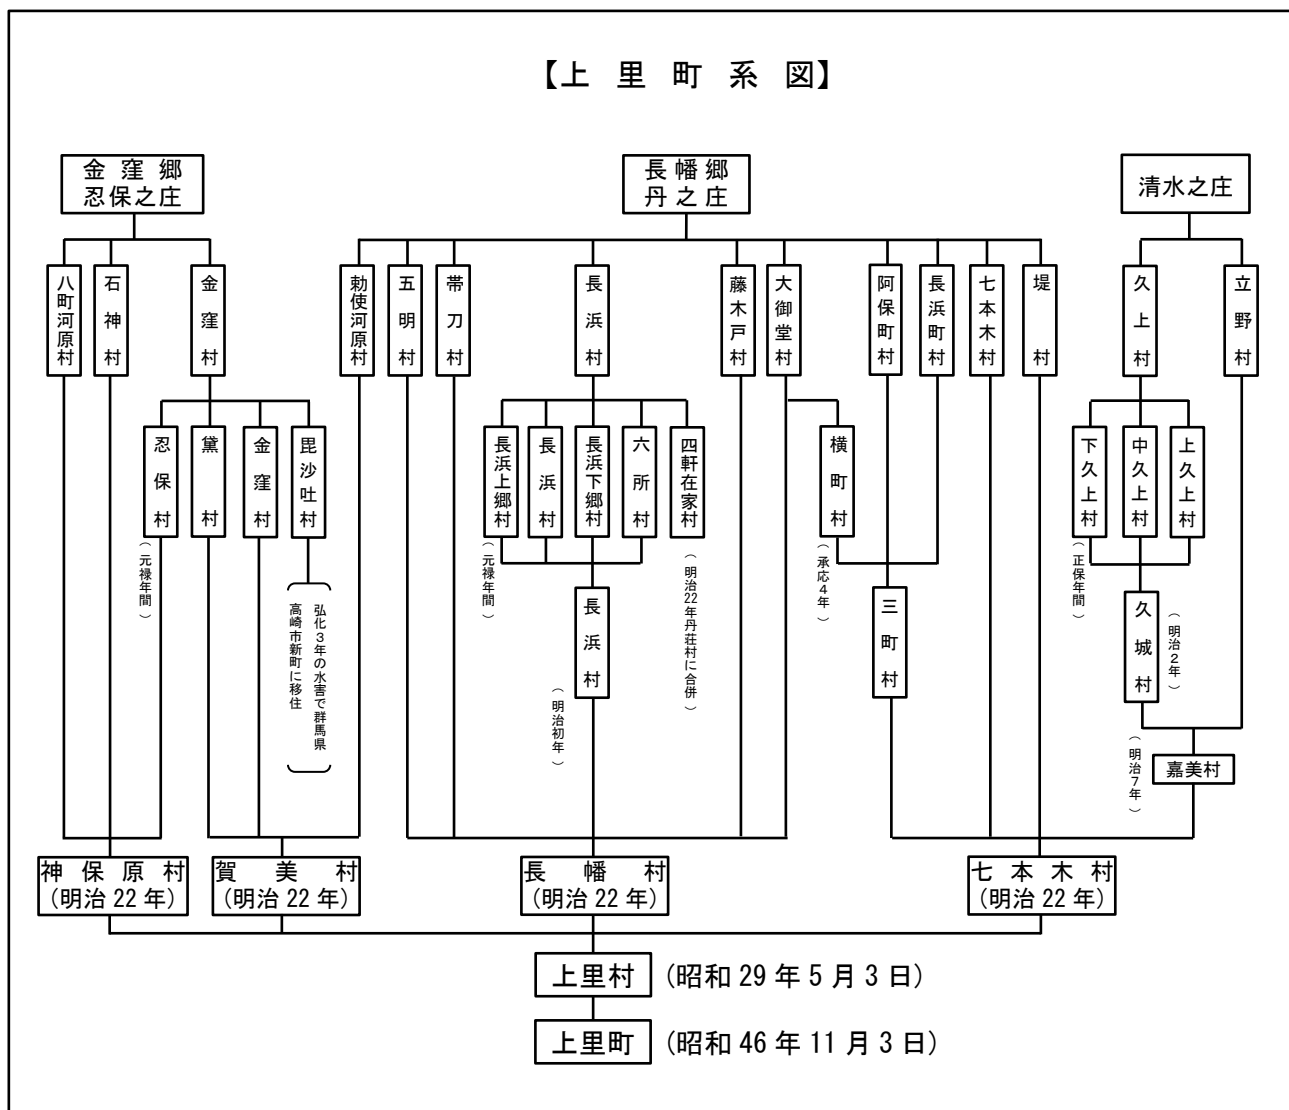 【上里町系図】
金窪郷
忍保之庄
長幡郷
丹之庄
清水之庄
八町河原村
石神村
金窪村
勅使河原村
五明村
帯刀村
長浜村
藤木戸村
大御堂村
阿保町村
長浜町村
七本木村
堤村
久上村
立野村
忍保村
黛村
金窪村
毘沙吐村
長浜上郷村
長浜村
長浜下郷村
六所村
四軒在家村
横町村
下久上村
中久上村
上久上村
(元禄年間)
弘化3年の水害で群馬県
高崎市新町に移住
(元禄年間)
(明治22年丹荘村に合併)
(承応4年)
(正保年間)
長浜村
(明治初年)
三町村
久城村
(明治2年)
(明治7年)
嘉美村
神保原村
(明治22年)
賀美村
(明治22年)
長幡村
(明治22年)
七本木村
(明治22年)
上里村 (昭和29年5月3日)
上里町 (昭和46年11月3日)